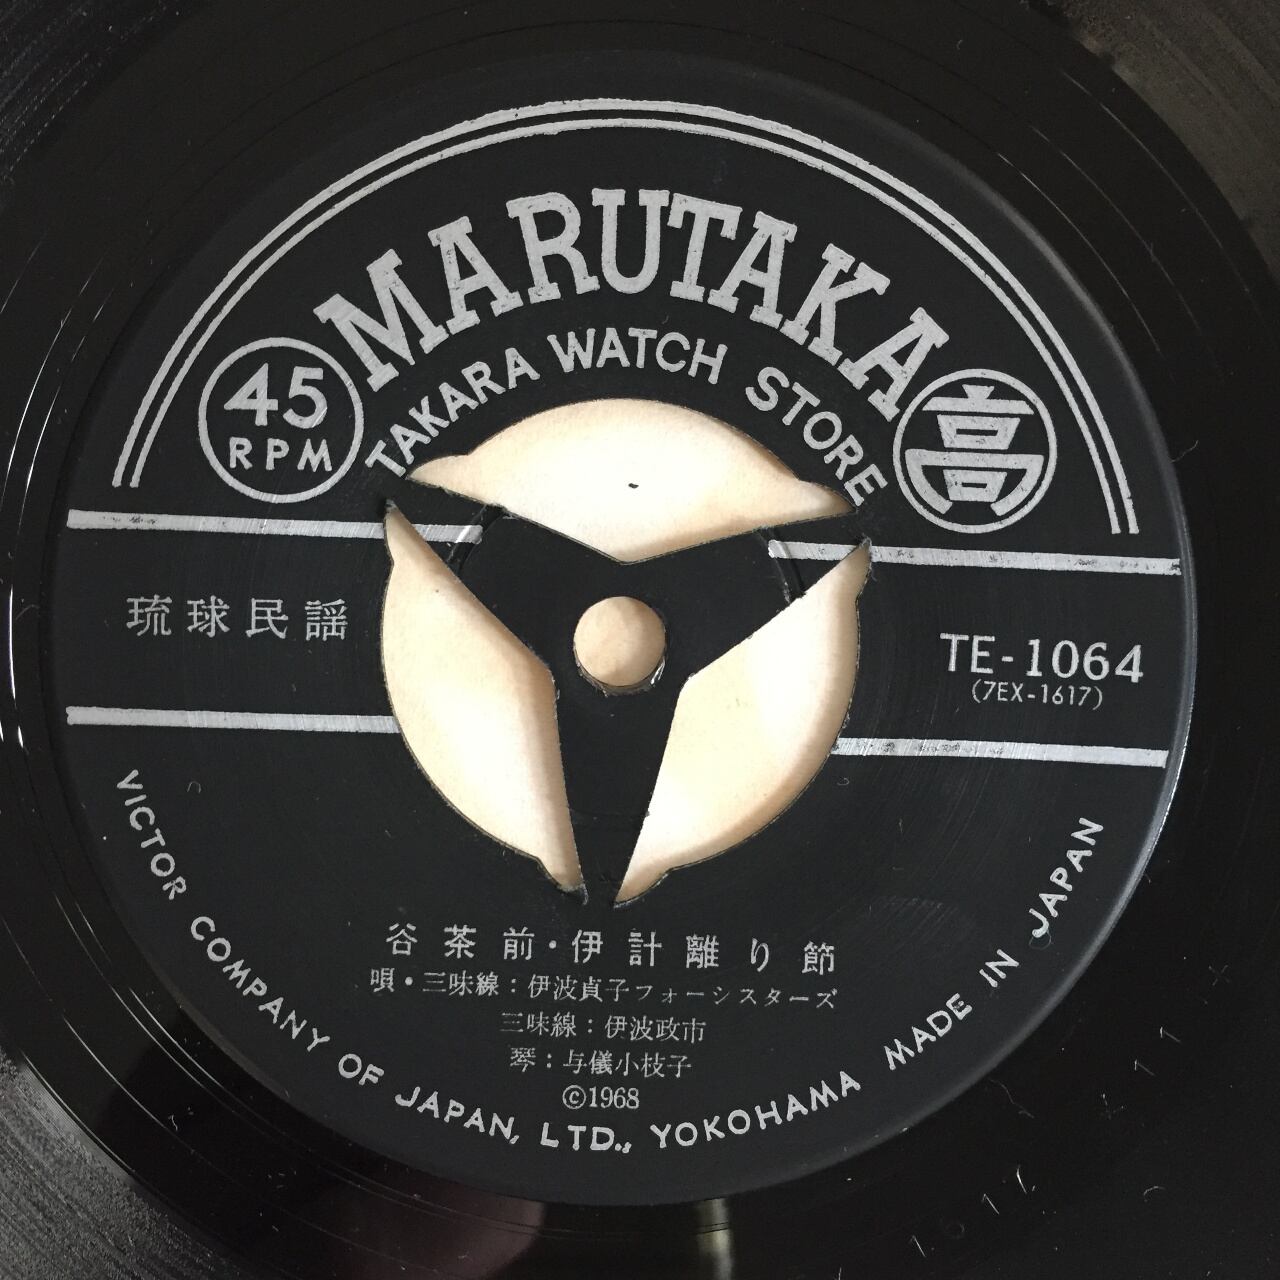 MARUTAKA
TAKARA WATCH STORE
45
RPM
高
琉球民謡
TE-1064
(7EX-1617)
谷茶前・伊計離り節
唄・三味線：伊波貞子フォーシスターズ
三味線：伊波政市
琴：与儀小枝子
©1968
VICTOR COMPANY OF JAPAN, LTD., YOKOHAMA MADE IN JAPAN